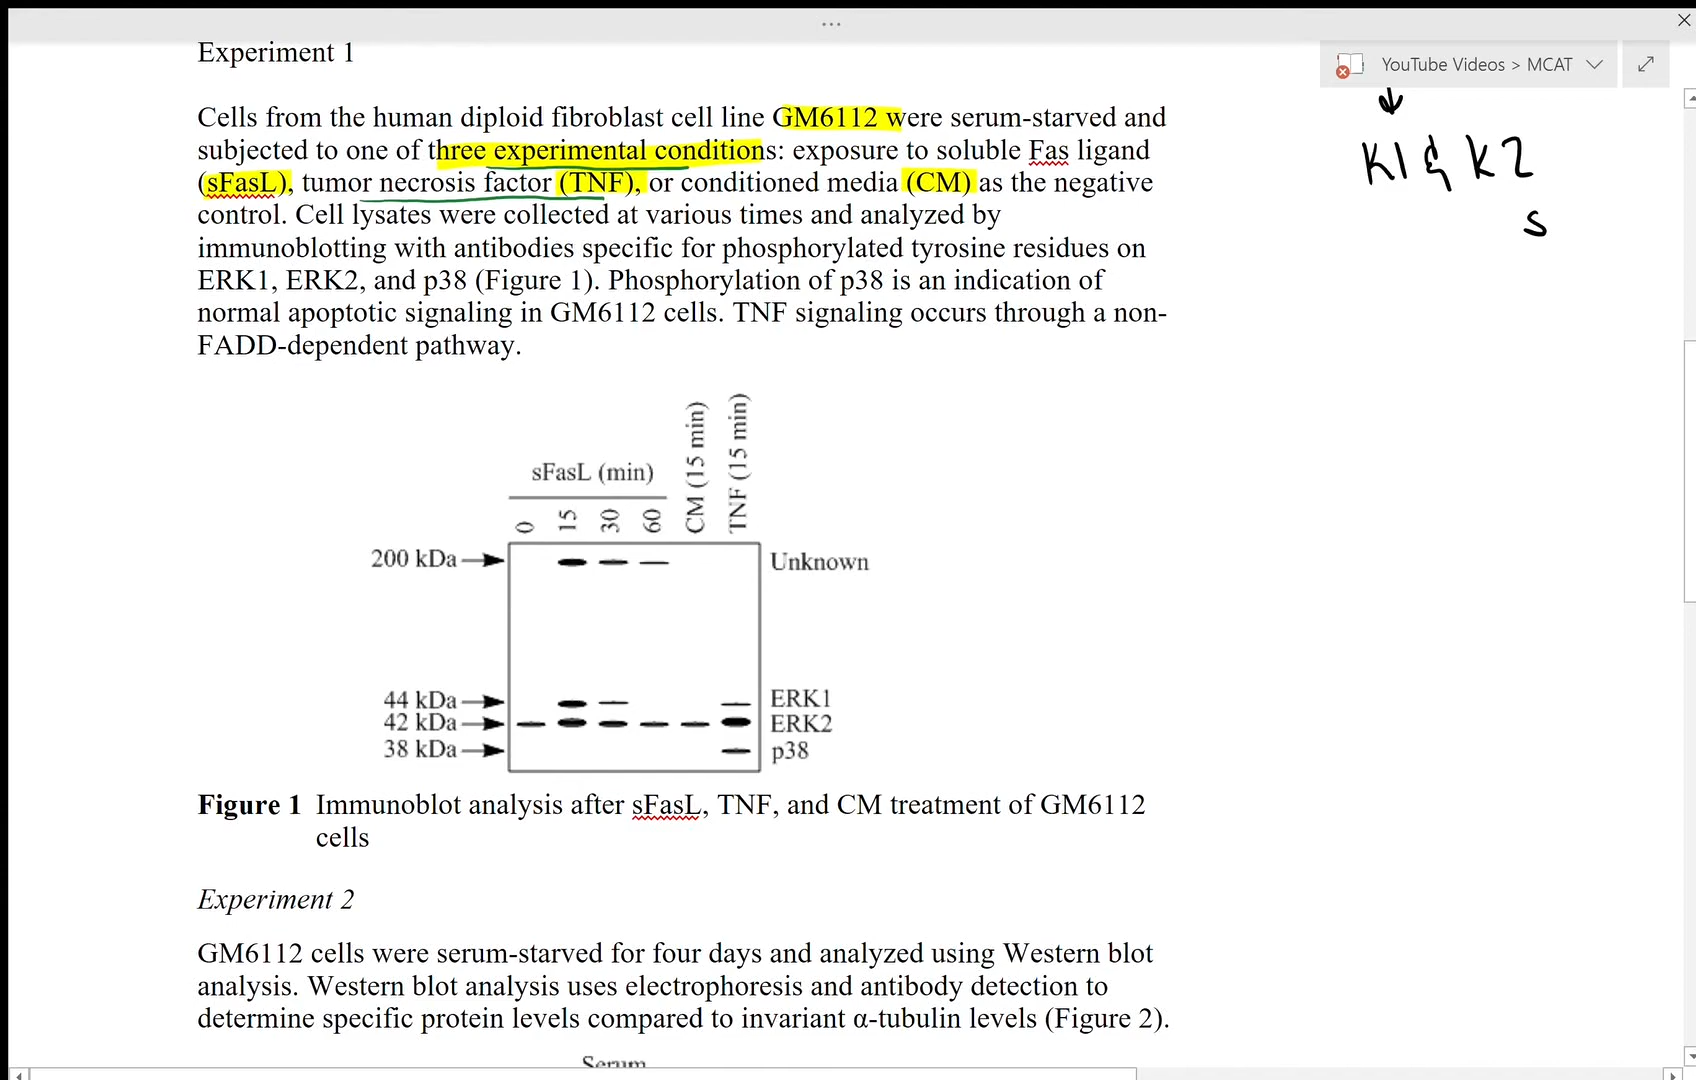 ...
Experiment 1
YouTube Videos > MCAT
Cells from the human diploid fibroblast cell line GM6112 were serum-starved and
subjected to one of three experimental conditions: exposure to soluble Fas ligand
(sFasL), tumor necrosis factor (TNF), or conditioned media (CM) as the negative
control. Cell lysates were collected at various times and analyzed by
immunoblotting with antibodies specific for phosphorylated tyrosine residues on
ERK1, ERK2, and p38 (Figure 1). Phosphorylation of p38 is an indication of
normal apoptotic signaling in GM6112 cells. TNF signaling occurs through a non-
FADD-dependent pathway.
K1 & K2
S
sFasL (min)
0
15
30
60
CM (15 min)
TNF (15 min)
200 kDa
Unknown
44 kDa
ERK1
42 kDa
ERK2
38 kDa
p38
Figure 1 Immunoblot analysis after sFasL, TNF, and CM treatment of GM6112
cells
Experiment 2
GM6112 cells were serum-starved for four days and analyzed using Western blot
analysis. Western blot analysis uses electrophoresis and antibody detection to
determine specific protein levels compared to invariant α-tubulin levels (Figure 2).
Serum